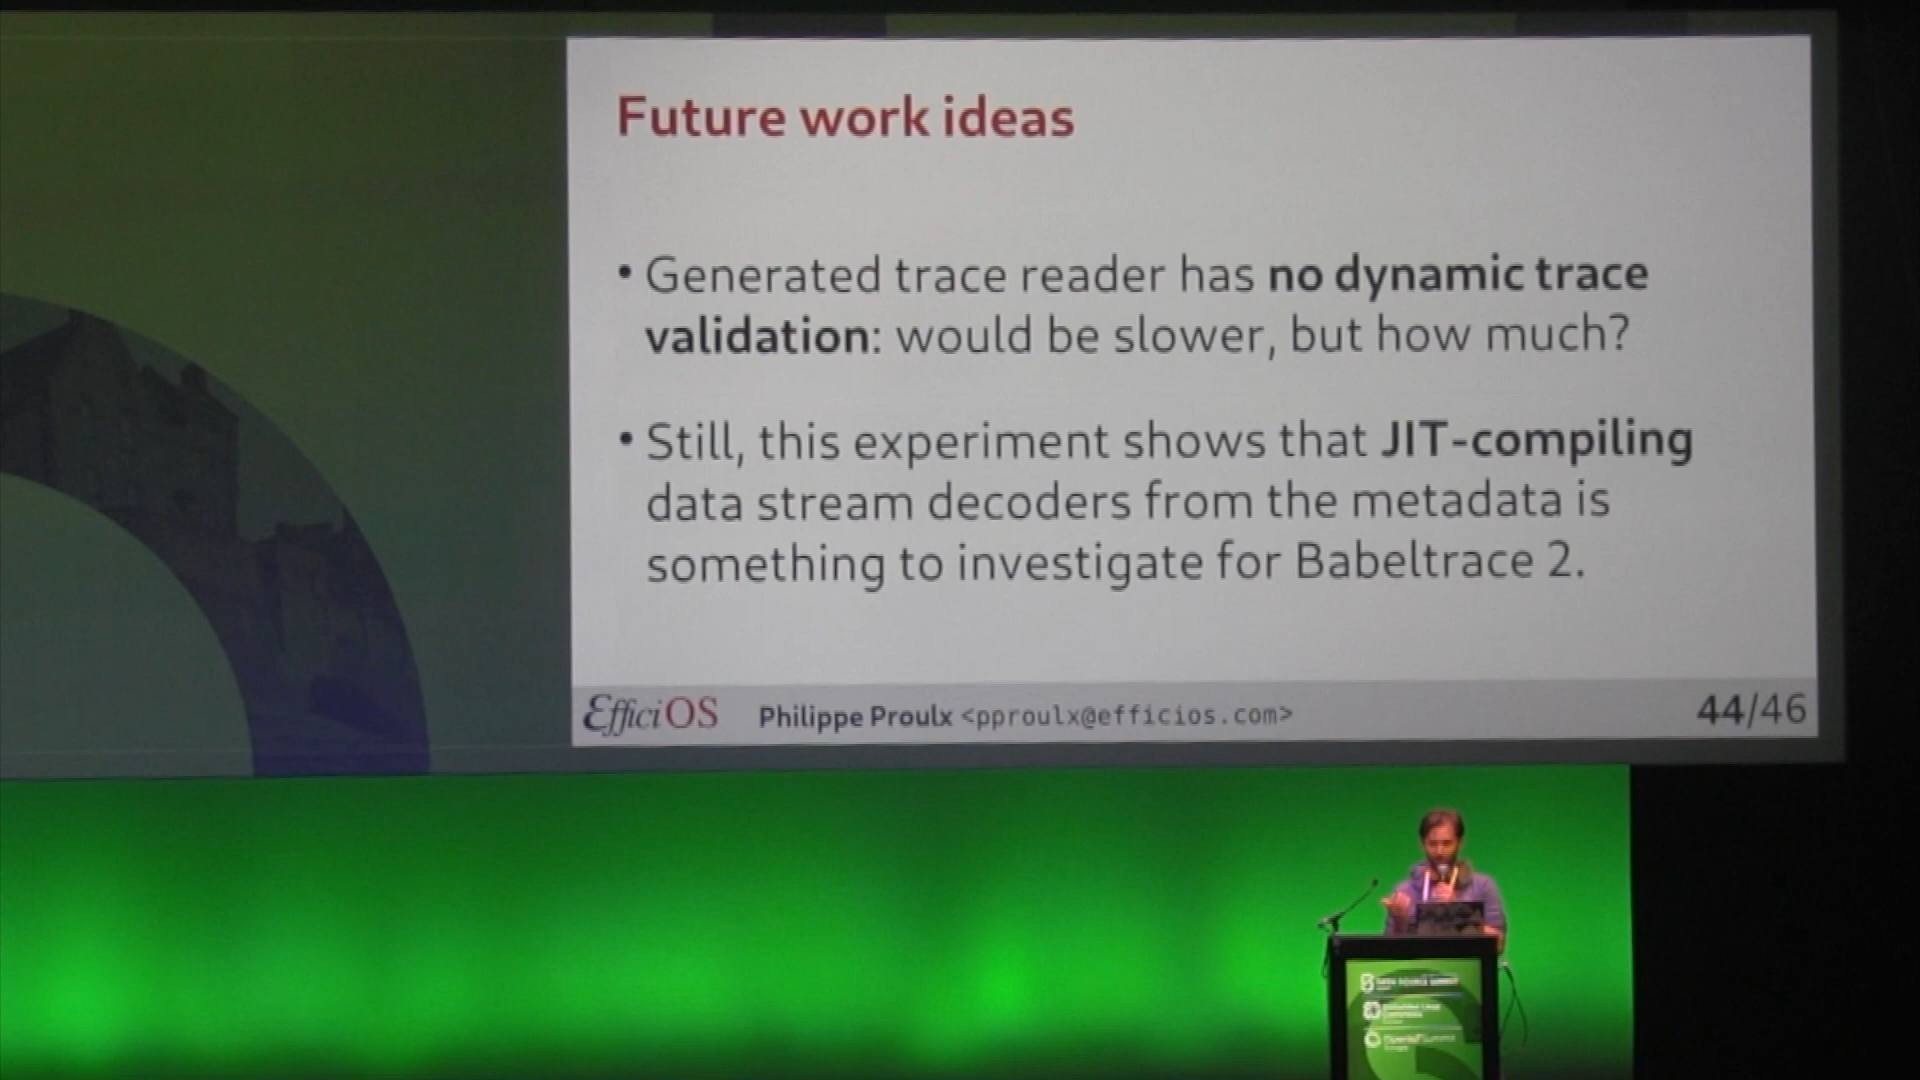 Future work ideas
• Generated trace reader has no dynamic trace
validation: would be slower, but how much?
• Still, this experiment shows that JIT-compiling
data stream decoders from the metadata is
something to investigate for Babeltrace 2.
EfficiOS Philippe Proulx <pproulx@efficios.com> 44/46